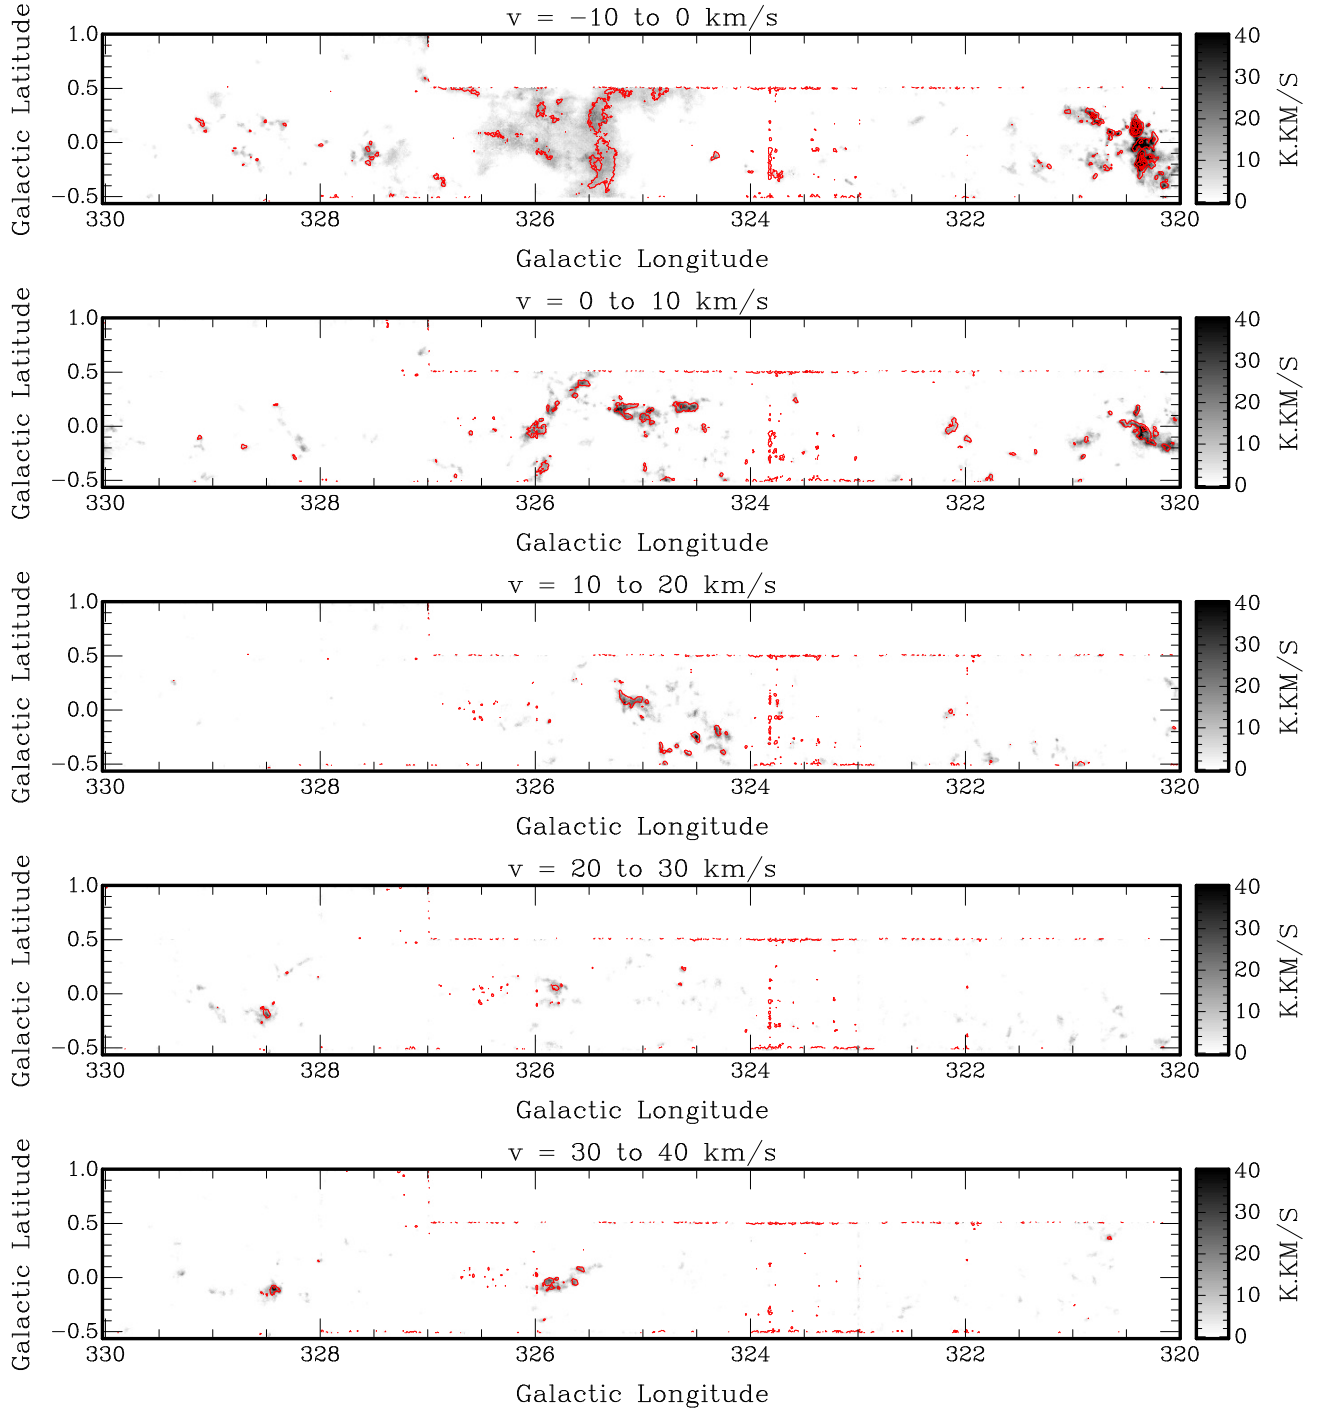 v = −10 to 0 km/s
Galactic Latitude
1.0
0.5
0.0
−0.5
330 328 326 324 322 320
Galactic Longitude
40
30
20
10
0
K.KM/S
v = 0 to 10 km/s
Galactic Latitude
1.0
0.5
0.0
−0.5
330 328 326 324 322 320
Galactic Longitude
40
30
20
10
0
K.KM/S
v = 10 to 20 km/s
Galactic Latitude
1.0
0.5
0.0
−0.5
330 328 326 324 322 320
Galactic Longitude
40
30
20
10
0
K.KM/S
v = 20 to 30 km/s
Galactic Latitude
1.0
0.5
0.0
−0.5
330 328 326 324 322 320
Galactic Longitude
40
30
20
10
0
K.KM/S
v = 30 to 40 km/s
Galactic Latitude
1.0
0.5
0.0
−0.5
330 328 326 324 322 320
Galactic Longitude
40
30
20
10
0
K.KM/S